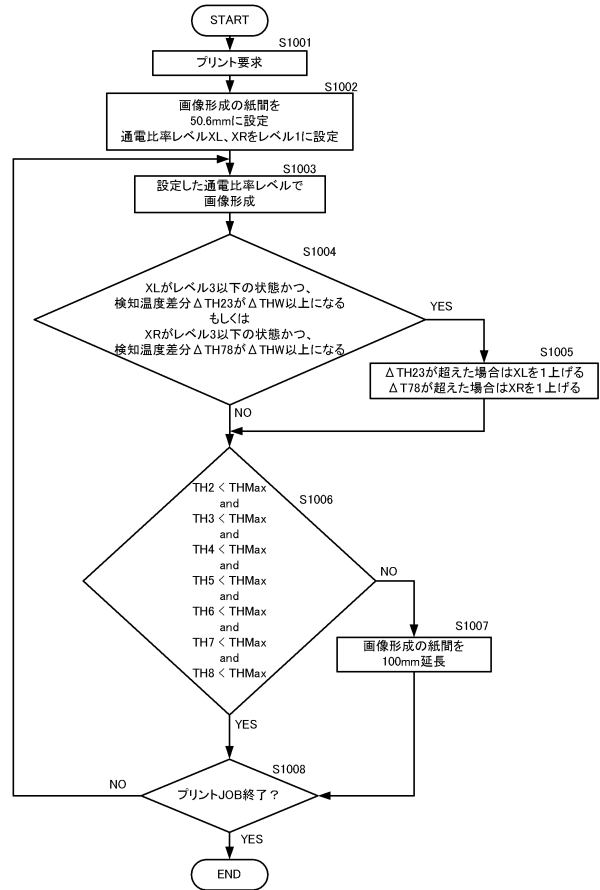 START
S1001
プリント要求
S1002
画像形成の紙間を
50.6mmに設定
通電比率レベルXL、XRをレベル1に設定
S1003
設定した通電比率レベルで
画像形成
S1004
XLがレベル3以下の状態かつ、
検知温度差分ΔTH23がΔTHW以上になる
もしくは
XRがレベル3以下の状態かつ、
検知温度差分ΔTH78がΔTHW以上になる
YES
S1005
ΔTH23が超えた場合はXLを1上げる
ΔT78が超えた場合はXRを1上げる
NO
S1006
TH2 < THMax
and
TH3 < THMax
and
TH4 < THMax
and
TH5 < THMax
and
TH6 < THMax
and
TH7 < THMax
and
TH8 < THMax
NO
S1007
画像形成の紙間を
100mm延長
YES
S1008
プリントJOB終了？
NO
YES
END